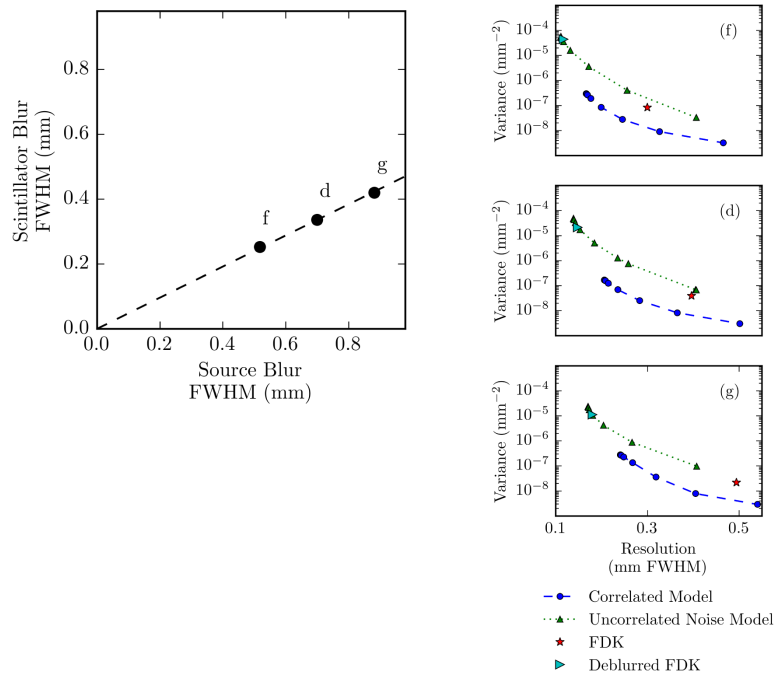 Scintillator Blur
FWHM (mm)
0.8
0.6
0.4
0.2
0.0
g
d
f
0.0 0.2 0.4 0.6 0.8
Source Blur
FWHM (mm)
(f)
Variance (mm−2)
10−4
10−5
10−6
10−7
10−8
(d)
Variance (mm−2)
10−4
10−5
10−6
10−7
10−8
(g)
Variance (mm−2)
10−4
10−5
10−6
10−7
10−8
0.1 0.3 0.5
Resolution
(mm FWHM)
Correlated Model
Uncorrelated Noise Model
FDK
Deblurred FDK